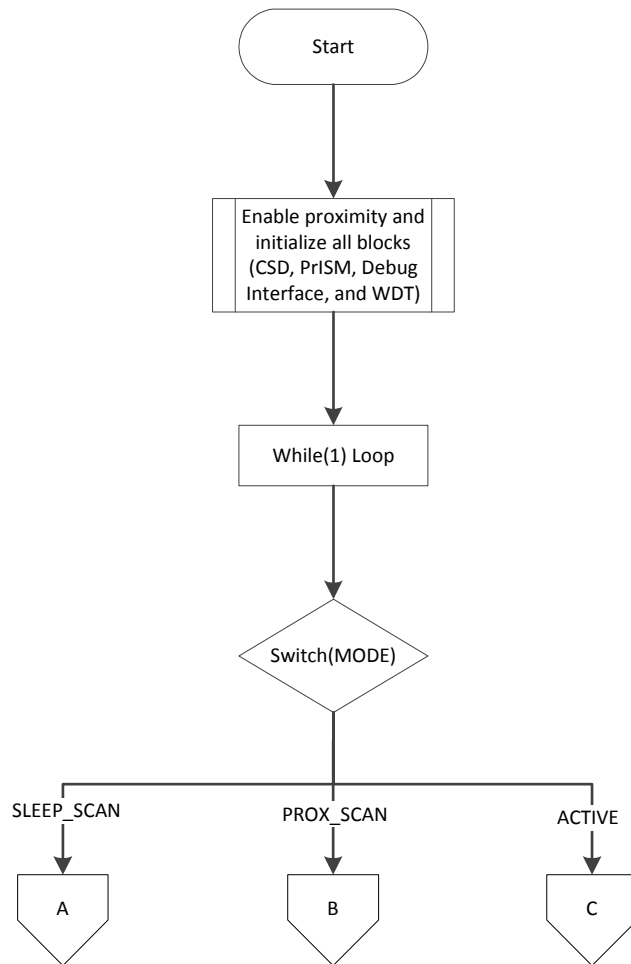 Start
Enable proximity and
initialize all blocks
(CSD, PrISM, Debug
Interface, and WDT)
While(1) Loop
Switch(MODE)
SLEEP_SCAN
PROX_SCAN
ACTIVE
A
B
C